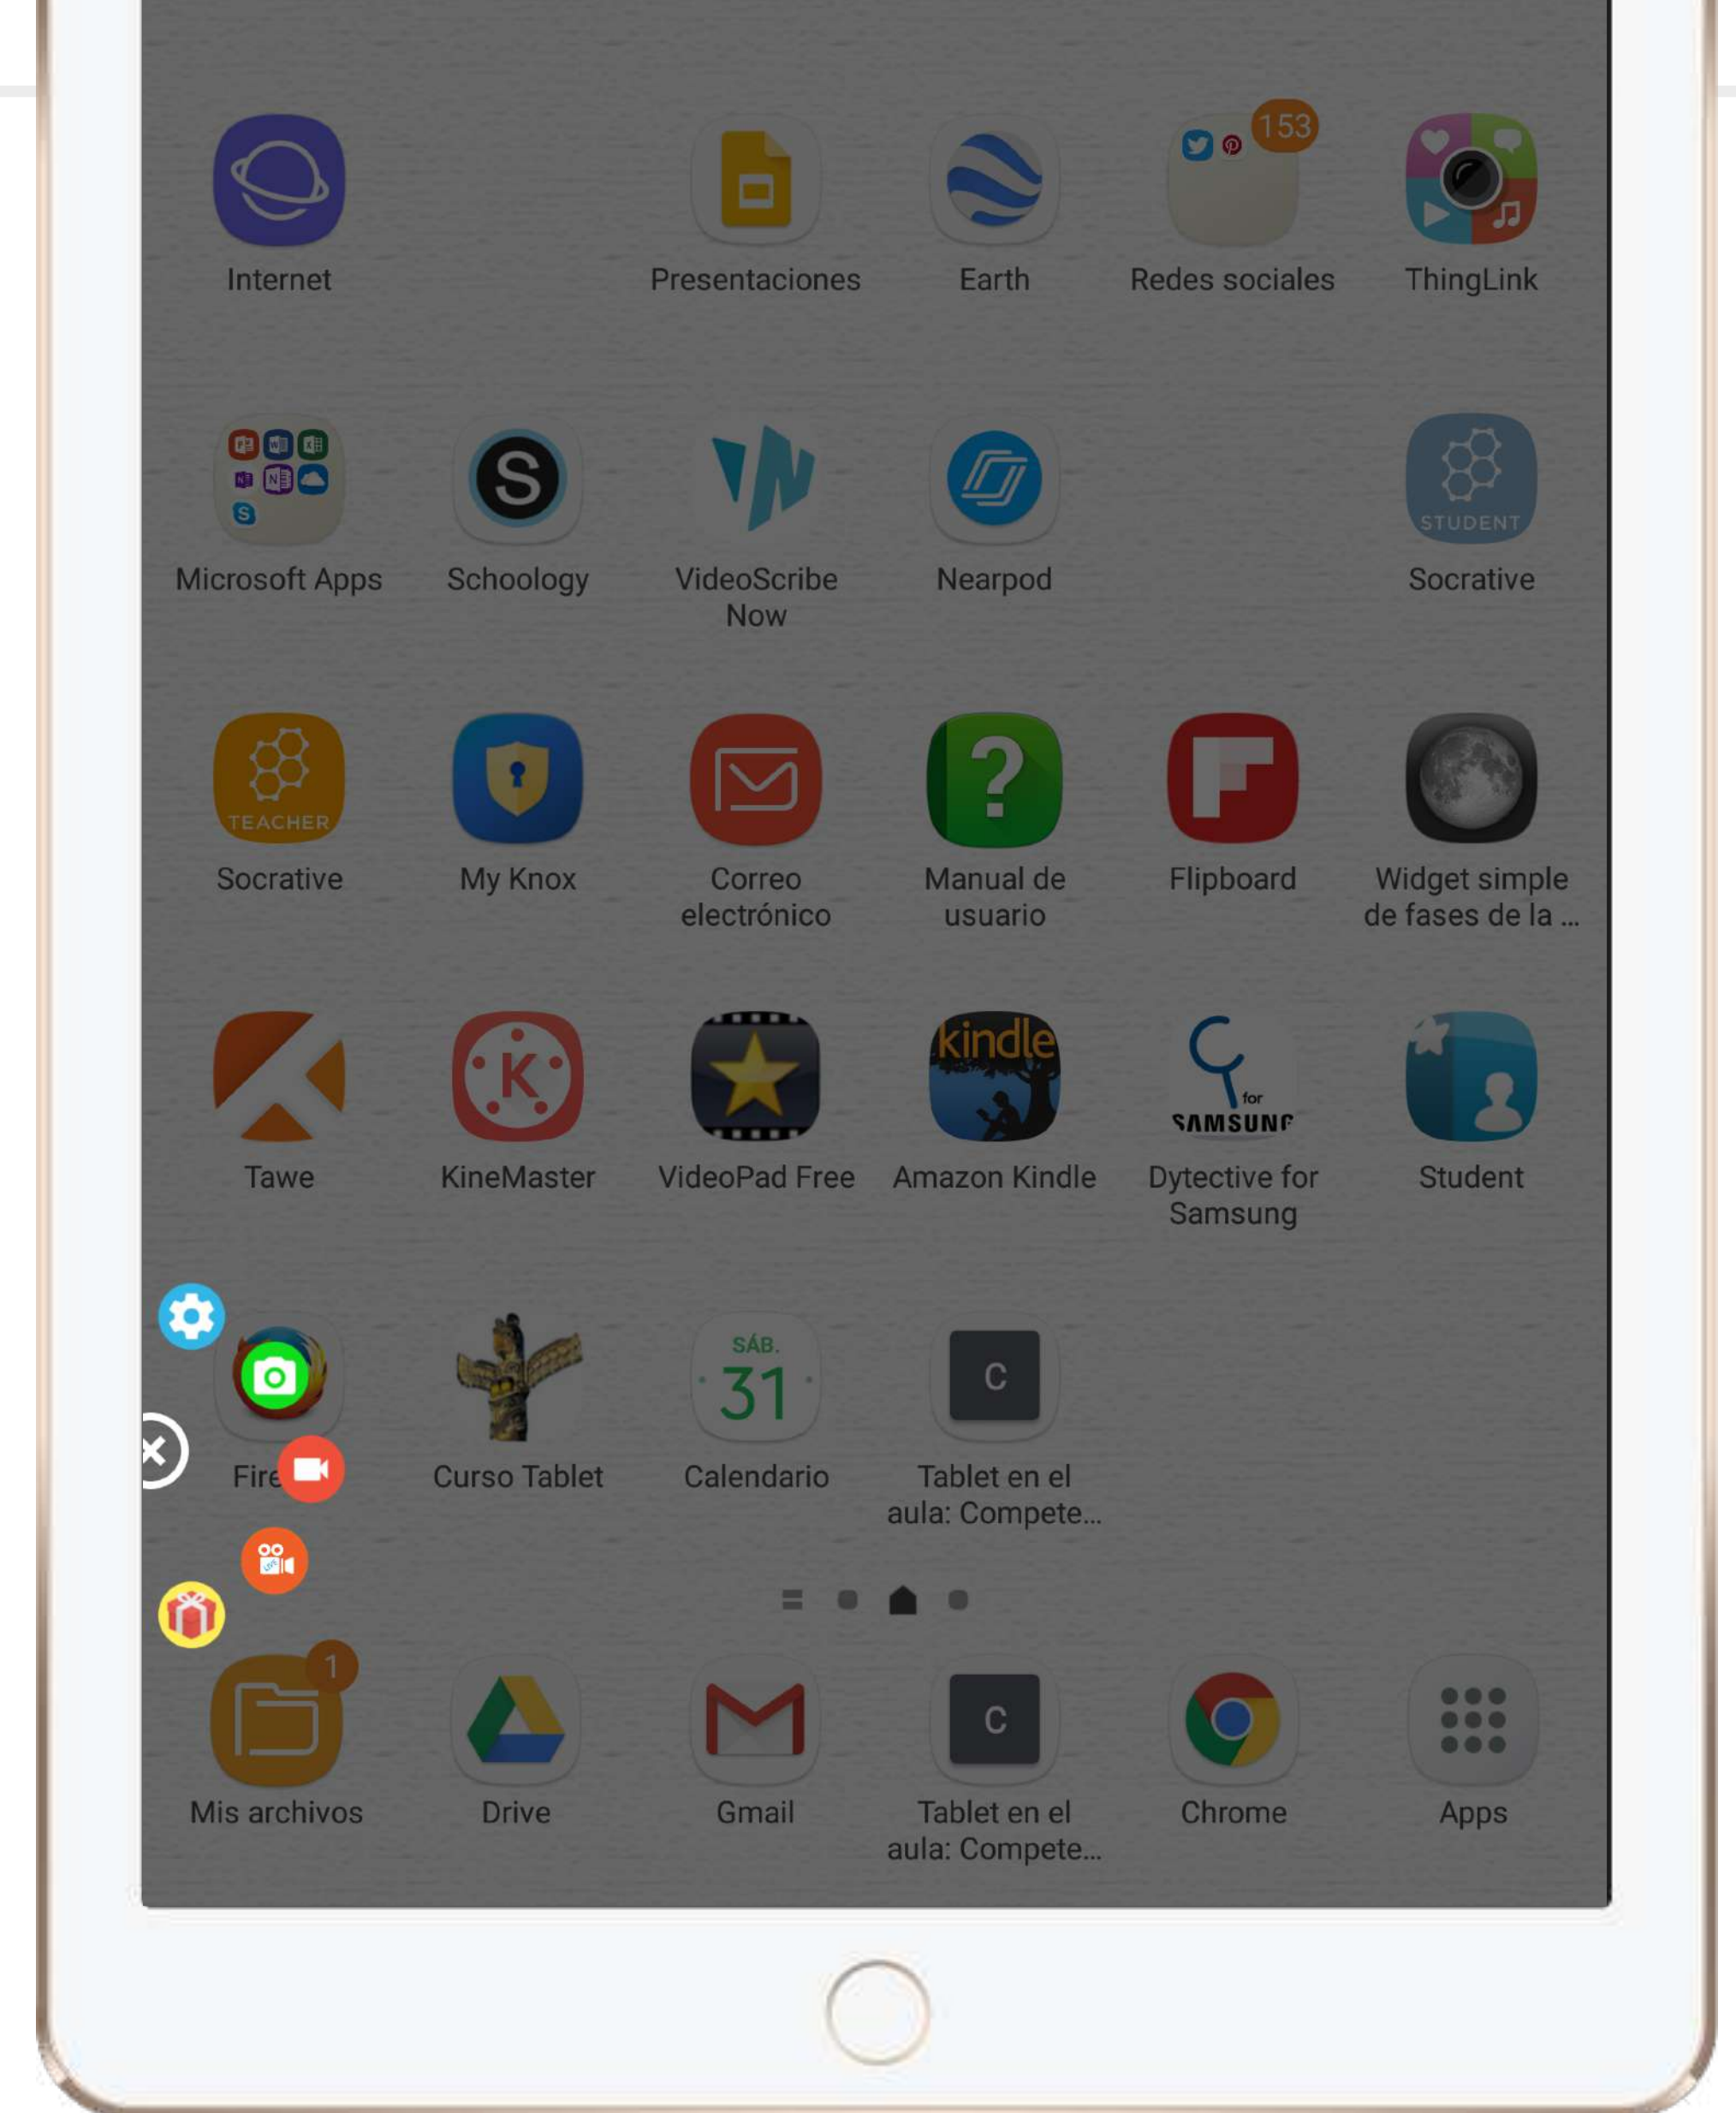 153
Internet
Presentaciones
Earth
Redes sociales
ThingLink
S
STUDENT
Microsoft Apps
Schoology
VideoScribe
Now
Nearpod
Socrative
TEACHER
?
Socrative
My Knox
Correo
electrónico
Manual de
usuario
Flipboard
Widget simple
de fases de la ...
K
kindle
for
SAMSUNG
Tawe
KineMaster
VideoPad Free
Amazon Kindle
Dytective for
Samsung
Student
SÁB.
31
C
Fire
Curso Tablet
Calendario
Tablet en el
aula: Compete...
LIVE
1
C
Mis archivos
Drive
Gmail
Tablet en el
aula: Compete...
Chrome
Apps